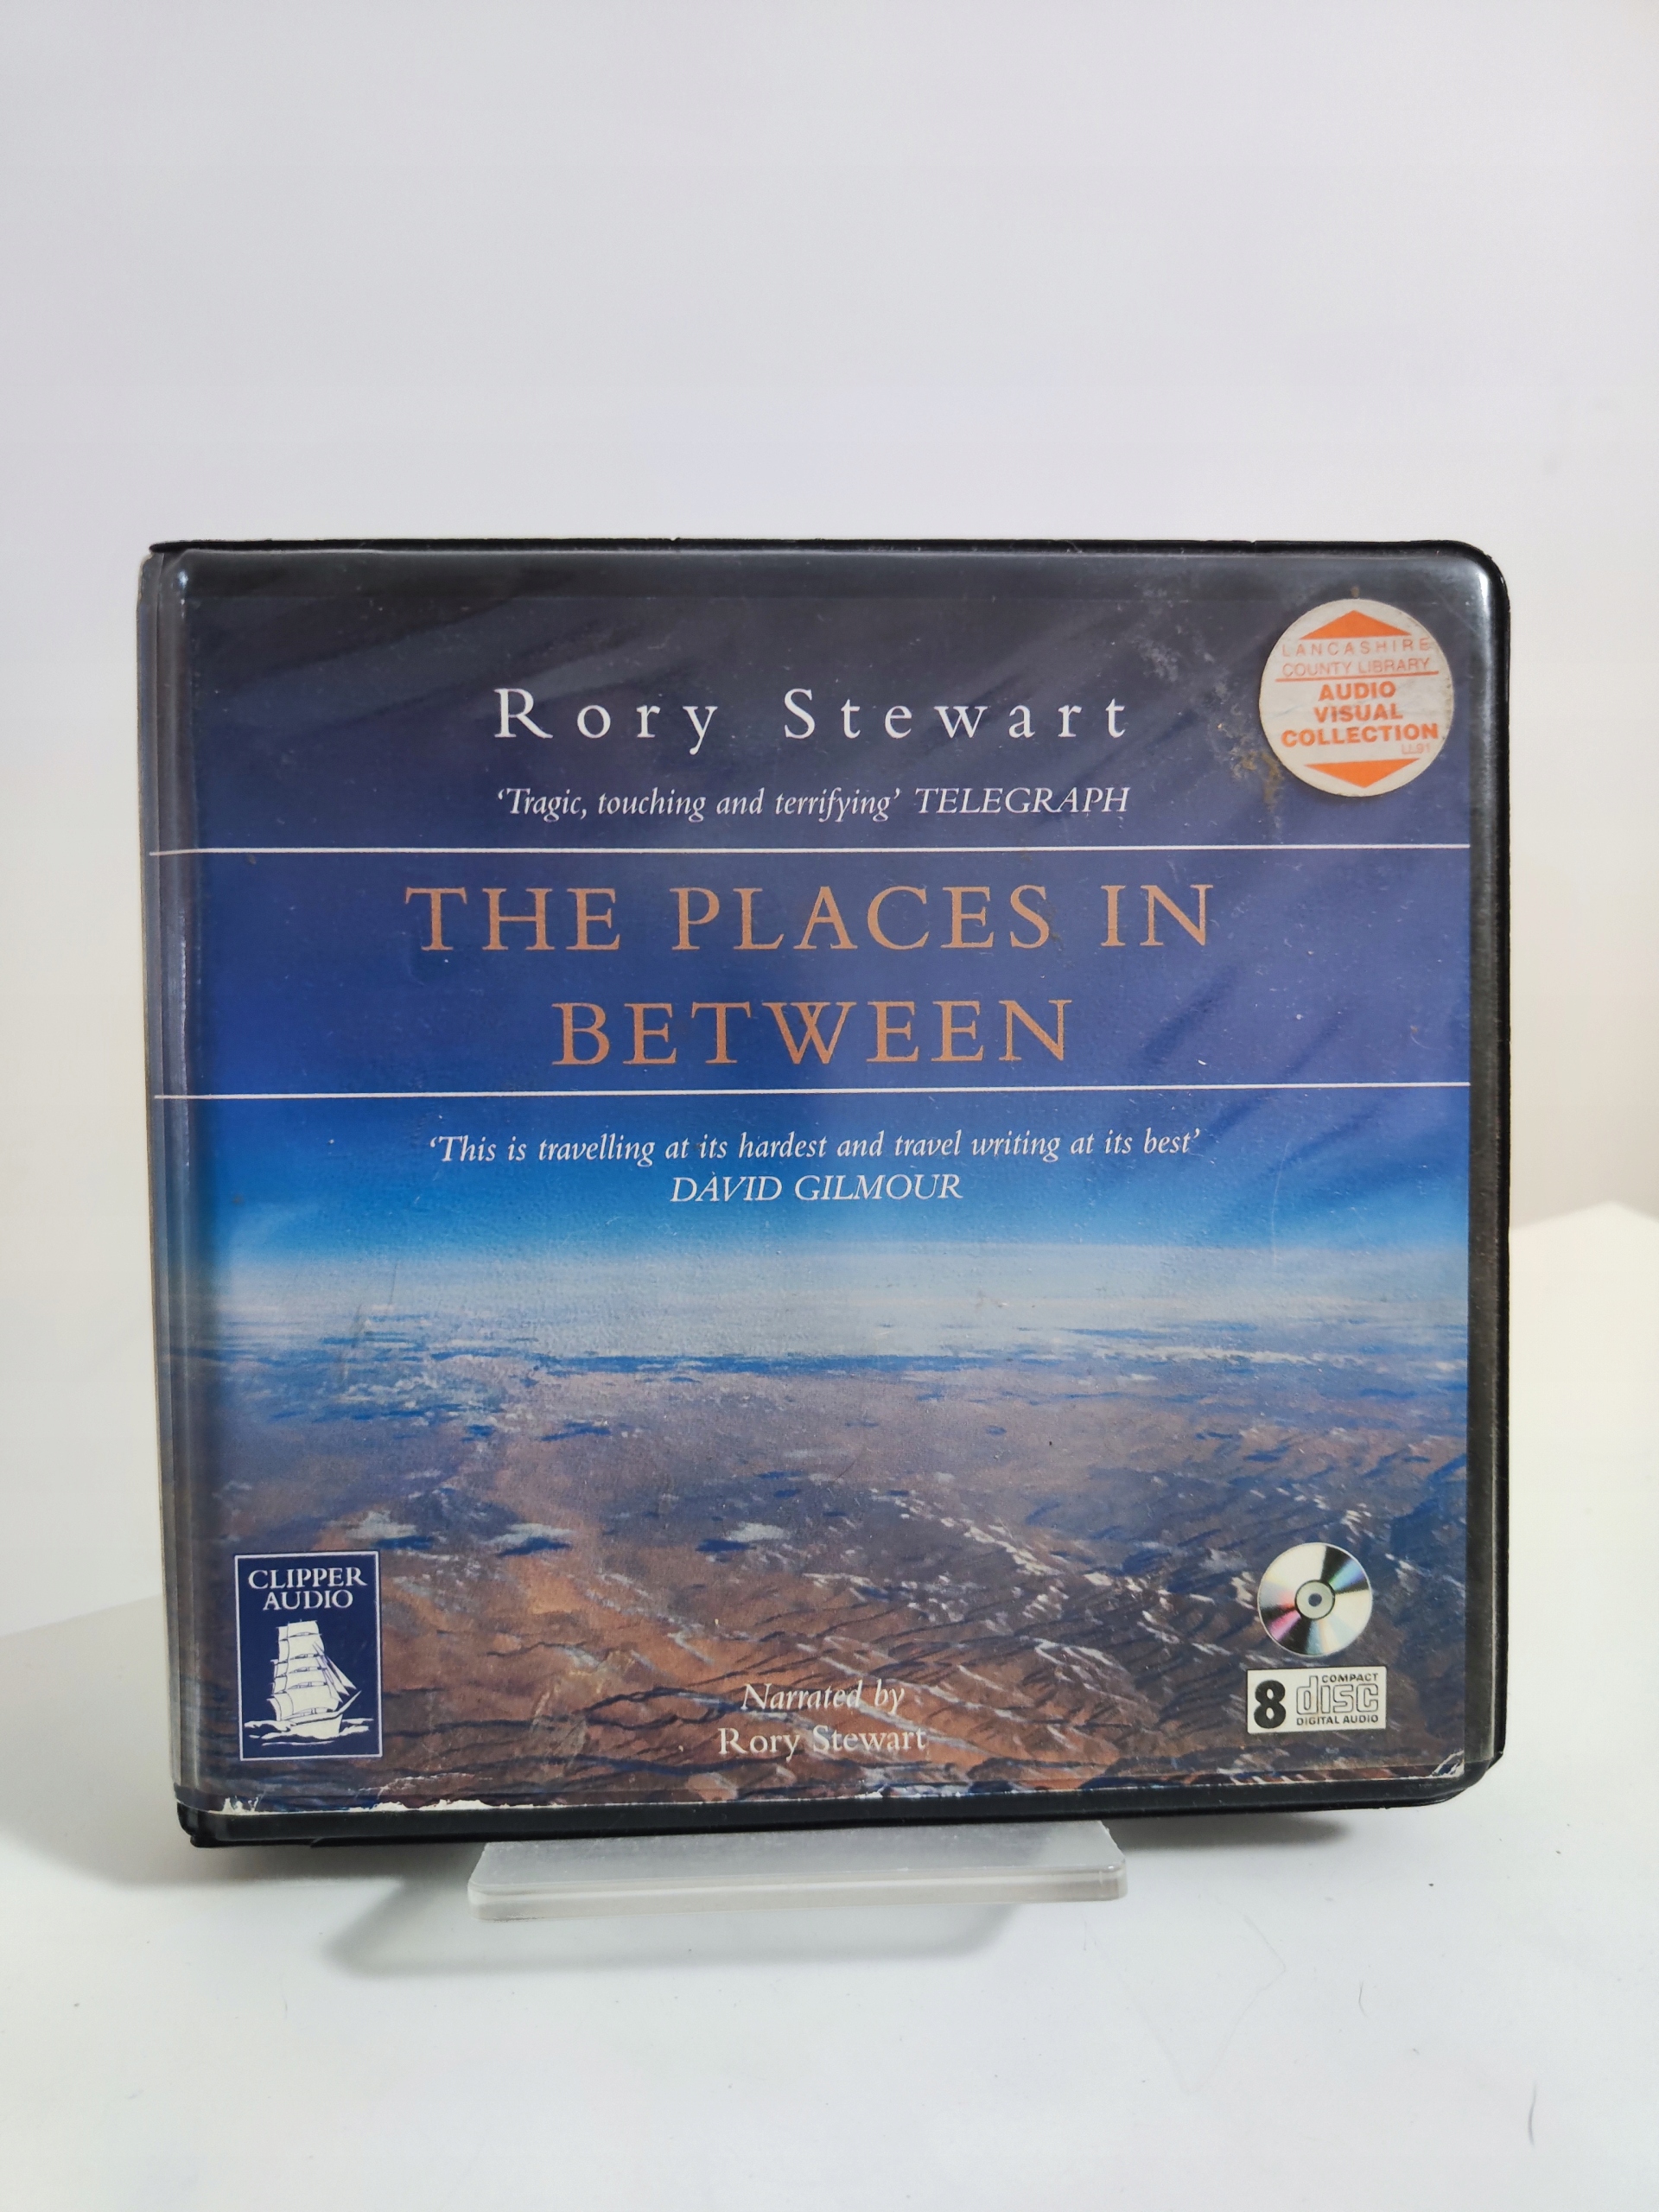 LANCASHIRE
COUNTY LIBRARY
AUDIO
VISUAL
COLLECTION
LL91
Rory Stewart
‘Tragic, touching and terrifying’ TELEGRAPH
THE PLACES IN
BETWEEN
‘This is travelling at its hardest and travel writing at its best’
DAVID GILMOUR
CLIPPER
AUDIO
Narrated by
Rory Stewart
8 COMPACT
disc
DIGITAL AUDIO